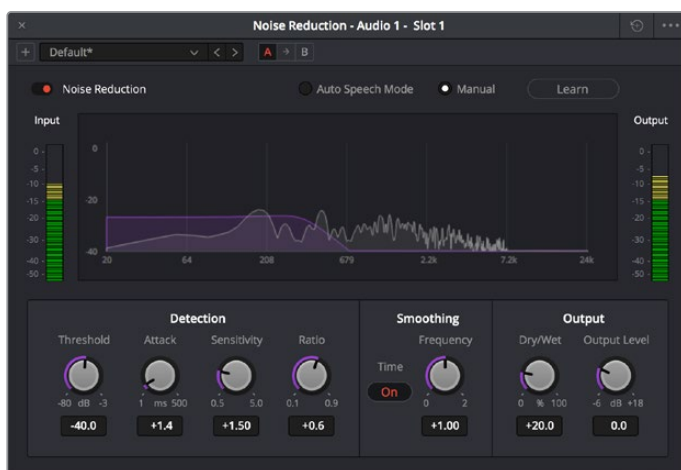 Noise Reduction - Audio 1 - Slot 1
Default*
A B
Noise Reduction
Auto Speech Mode
Manual
Learn
Input
Output
0
-5
-10
-15
-20
-30
-40
-50
0
-20
-40
20 64 208 679 2.2k 7.2k 24k
0
-5
-10
-15
-20
-30
-40
-50
Detection
Threshold Attack Sensitivity Ratio
-80 dB -3 1 ms 500 0.5 5.0 0.1 0.9
-40.0 +1.4 +1.50 +0.6
Smoothing
Time
On
Frequency
0 2
+1.00
Output
Dry/Wet Output Level
0 % 100 -6 dB +18
+20.0 0.0